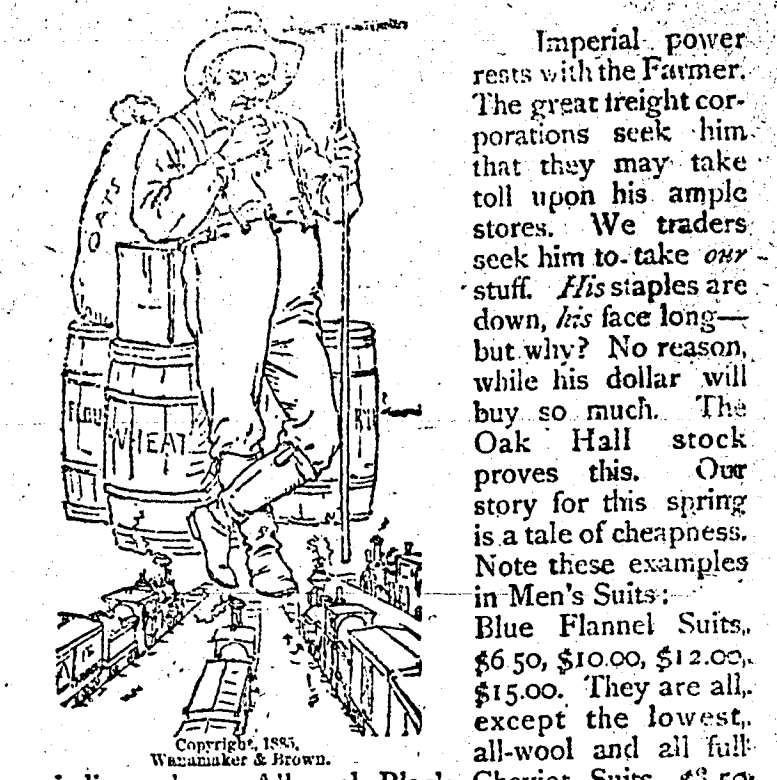 OATS
FLOU
WHEAT
RY
Copyright, 1885,
Wanamaker & Brown.
Imperial power
rests with the Farmer.
The great freight cor-
porations seek him
that they may take
toll upon his ample
stores. We traders
seek him to take our
stuff. His staples are
down, his face long—
but why? No reason,
while his dollar will
buy so much. The
Oak Hall stock
proves this. Our
story for this spring
is a tale of cheapness.
Note these examples
in Men's Suits:
Blue Flannel Suits,
$6.50, $10.00, $12.00,
$15.00. They are all,
except the lowest,
all-wool and all full
Cheviot Suits,